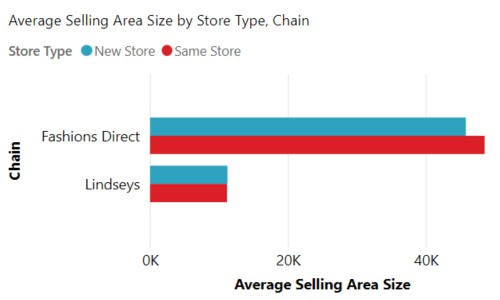 Average Selling Area Size by Store Type, Chain
Store Type New Store Same Store
Chain
Fashions Direct
Lindseys
0K 20K 40K
Average Selling Area Size